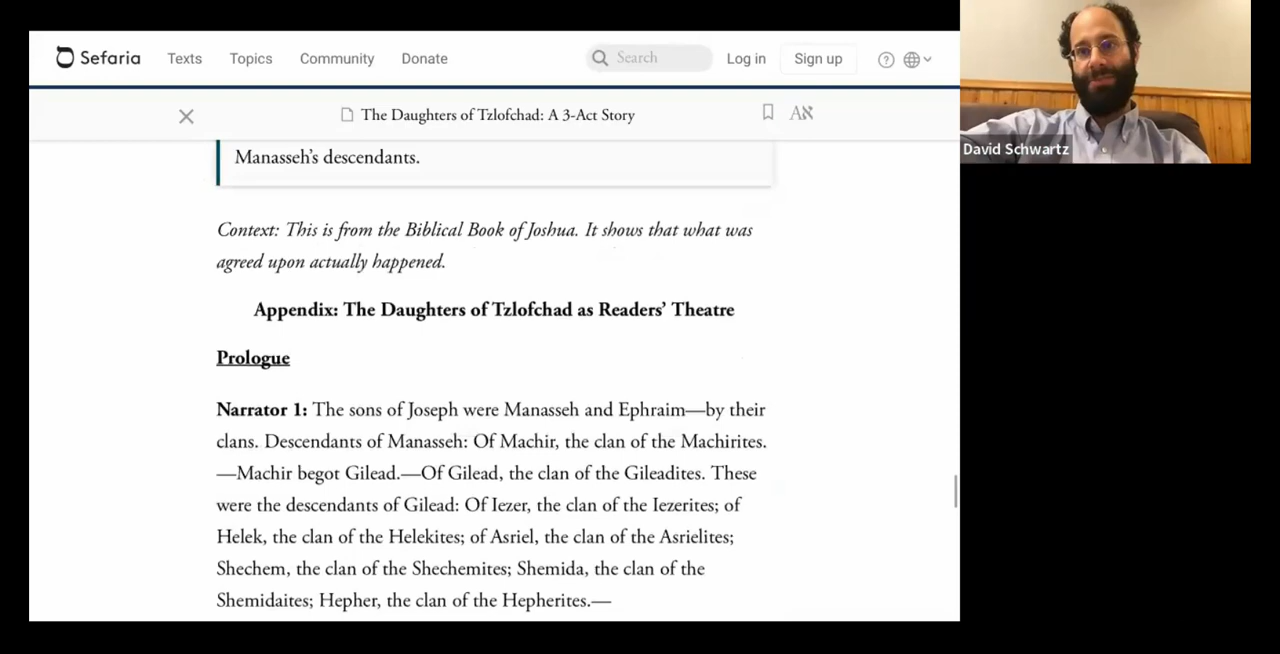 Sefaria Texts Topics Community Donate Search Log in Sign up
The Daughters of Tzlofchad: A 3-Act Story Aא
David Schwartz
Manasseh’s descendants.
Context: This is from the Biblical Book of Joshua. It shows that what was
agreed upon actually happened.
Appendix: The Daughters of Tzlofchad as Readers’ Theatre
Prologue
Narrator 1: The sons of Joseph were Manasseh and Ephraim—by their
clans. Descendants of Manasseh: Of Machir, the clan of the Machirites.
—Machir begot Gilead.—Of Gilead, the clan of the Gileadites. These
were the descendants of Gilead: Of Iezer, the clan of the Iezerites; of
Helek, the clan of the Helekites; of Asriel, the clan of the Asrielites;
Shechem, the clan of the Shechemites; Shemida, the clan of the
Shemidaites; Hepher, the clan of the Hepherites.—